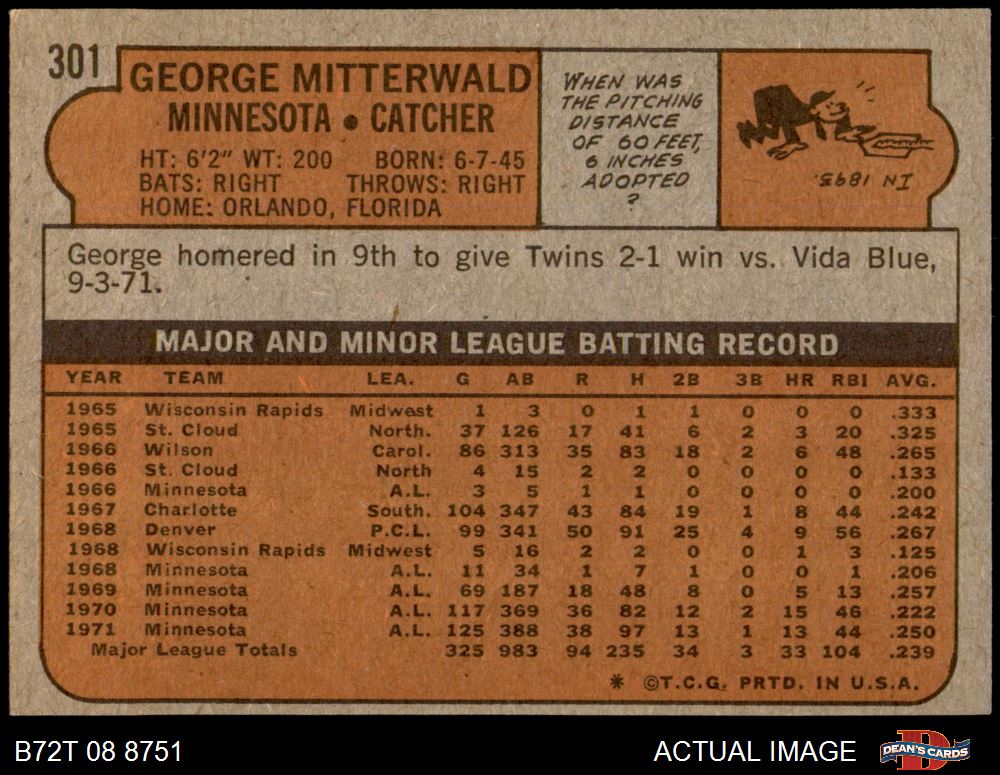 301
GEORGE MITTERWALD
MINNESOTA • CATCHER
HT: 6'2" WT: 200 BORN: 6-7-45
BATS: RIGHT THROWS: RIGHT
HOME: ORLANDO, FLORIDA
WHEN WAS
THE PITCHING
DISTANCE
OF 60 FEET,
6 INCHES
ADOPTED
?
IN 1893.
George homered in 9th to give Twins 2-1 win vs. Vida Blue,
9-3-71.
MAJOR AND MINOR LEAGUE BATTING RECORD
YEAR TEAM LEA. G AB R H 2B 3B HR RBI AVG.
1965 Wisconsin Rapids Midwest 1 3 0 1 1 0 0 0 .333
1965 St. Cloud North. 37 126 17 41 6 2 3 20 .325
1966 Wilson Carol. 86 313 35 83 18 2 6 48 .265
1966 St. Cloud North 4 15 2 2 0 0 0 0 .133
1966 Minnesota A.L. 3 5 1 1 0 0 0 0 .200
1967 Charlotte South. 104 347 43 84 19 1 8 44 .242
1968 Denver P.C.L. 99 341 50 91 25 4 9 56 .267
1968 Wisconsin Rapids Midwest 5 16 2 2 0 0 1 3 .125
1968 Minnesota A.L. 11 34 1 7 1 0 0 1 .206
1969 Minnesota A.L. 69 187 18 48 8 0 5 13 .257
1970 Minnesota A.L. 117 369 36 82 12 2 15 46 .222
1971 Minnesota A.L. 125 388 38 97 13 1 13 44 .250
Major League Totals 325 983 94 235 34 3 33 104 .239
* ©T.C.G. PRTD. IN U.S.A.
B72T 08 8751 ACTUAL IMAGE DEAN'S CARDS